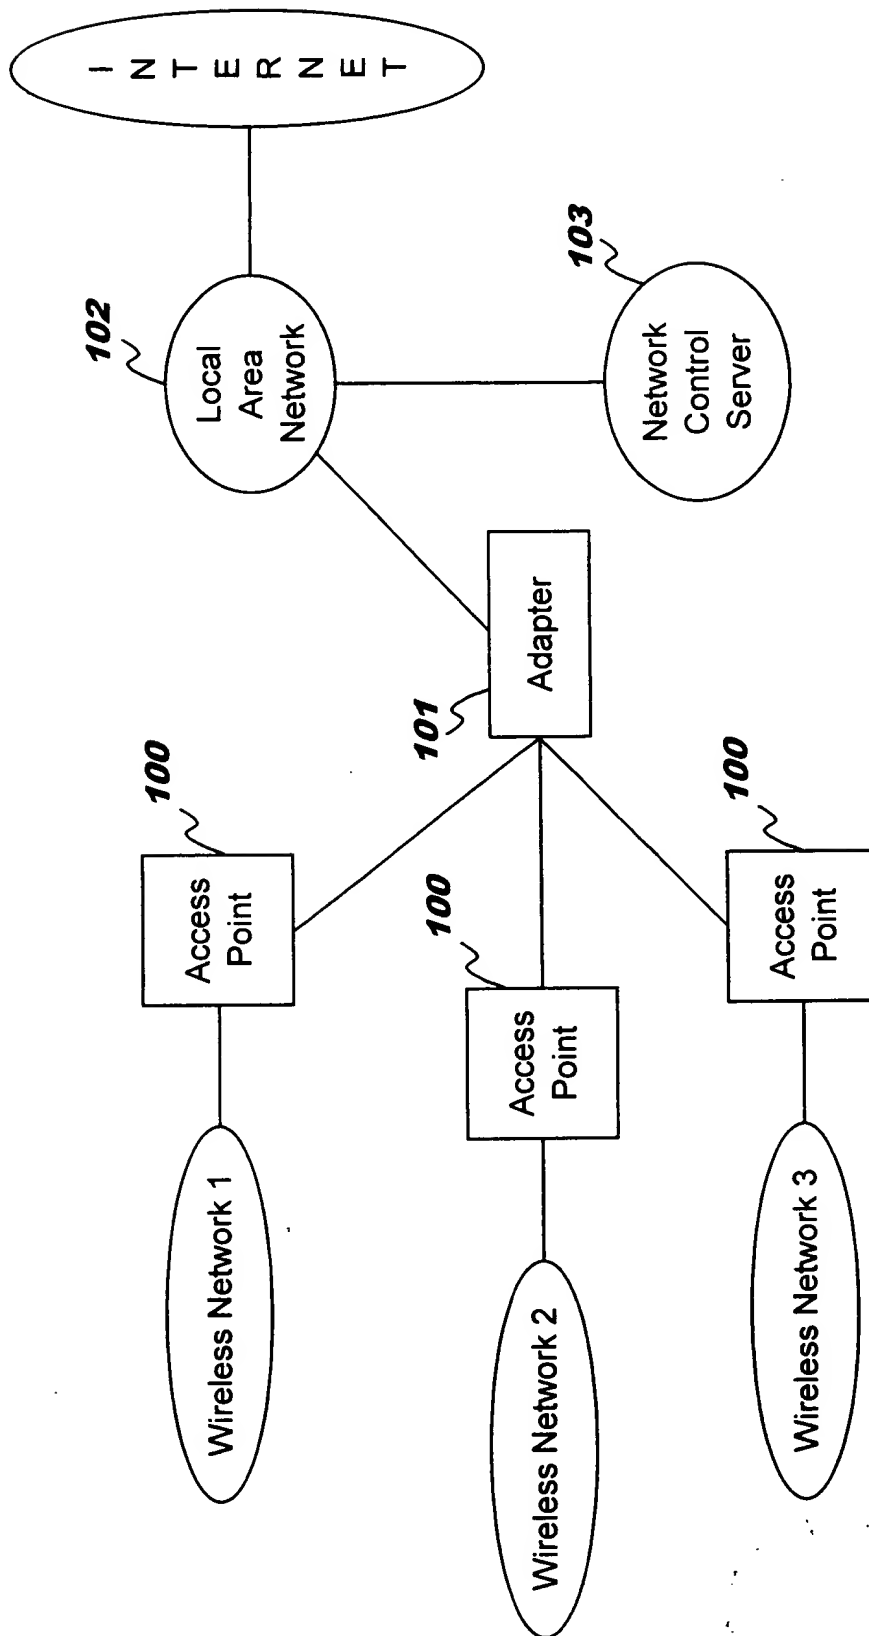 Wireless Network 1
Access
Point
100
Wireless Network 2
Access
Point
100
Wireless Network 3
Access
Point
100
101
Adapter
102
Local
Area
Network
103
Network
Control
Server
INTERNET